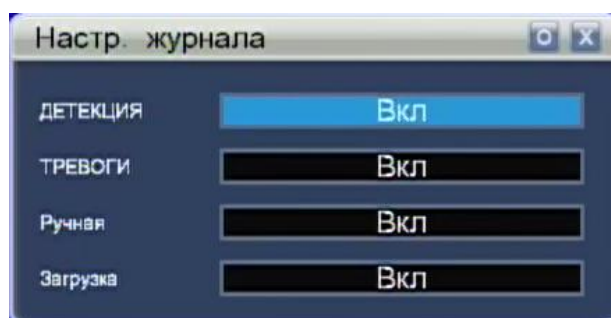 Настр. журнала O X
ДЕТЕКЦИЯ Вкл
ТРЕВОГИ Вкл
Ручная Вкл
Загрузка Вкл